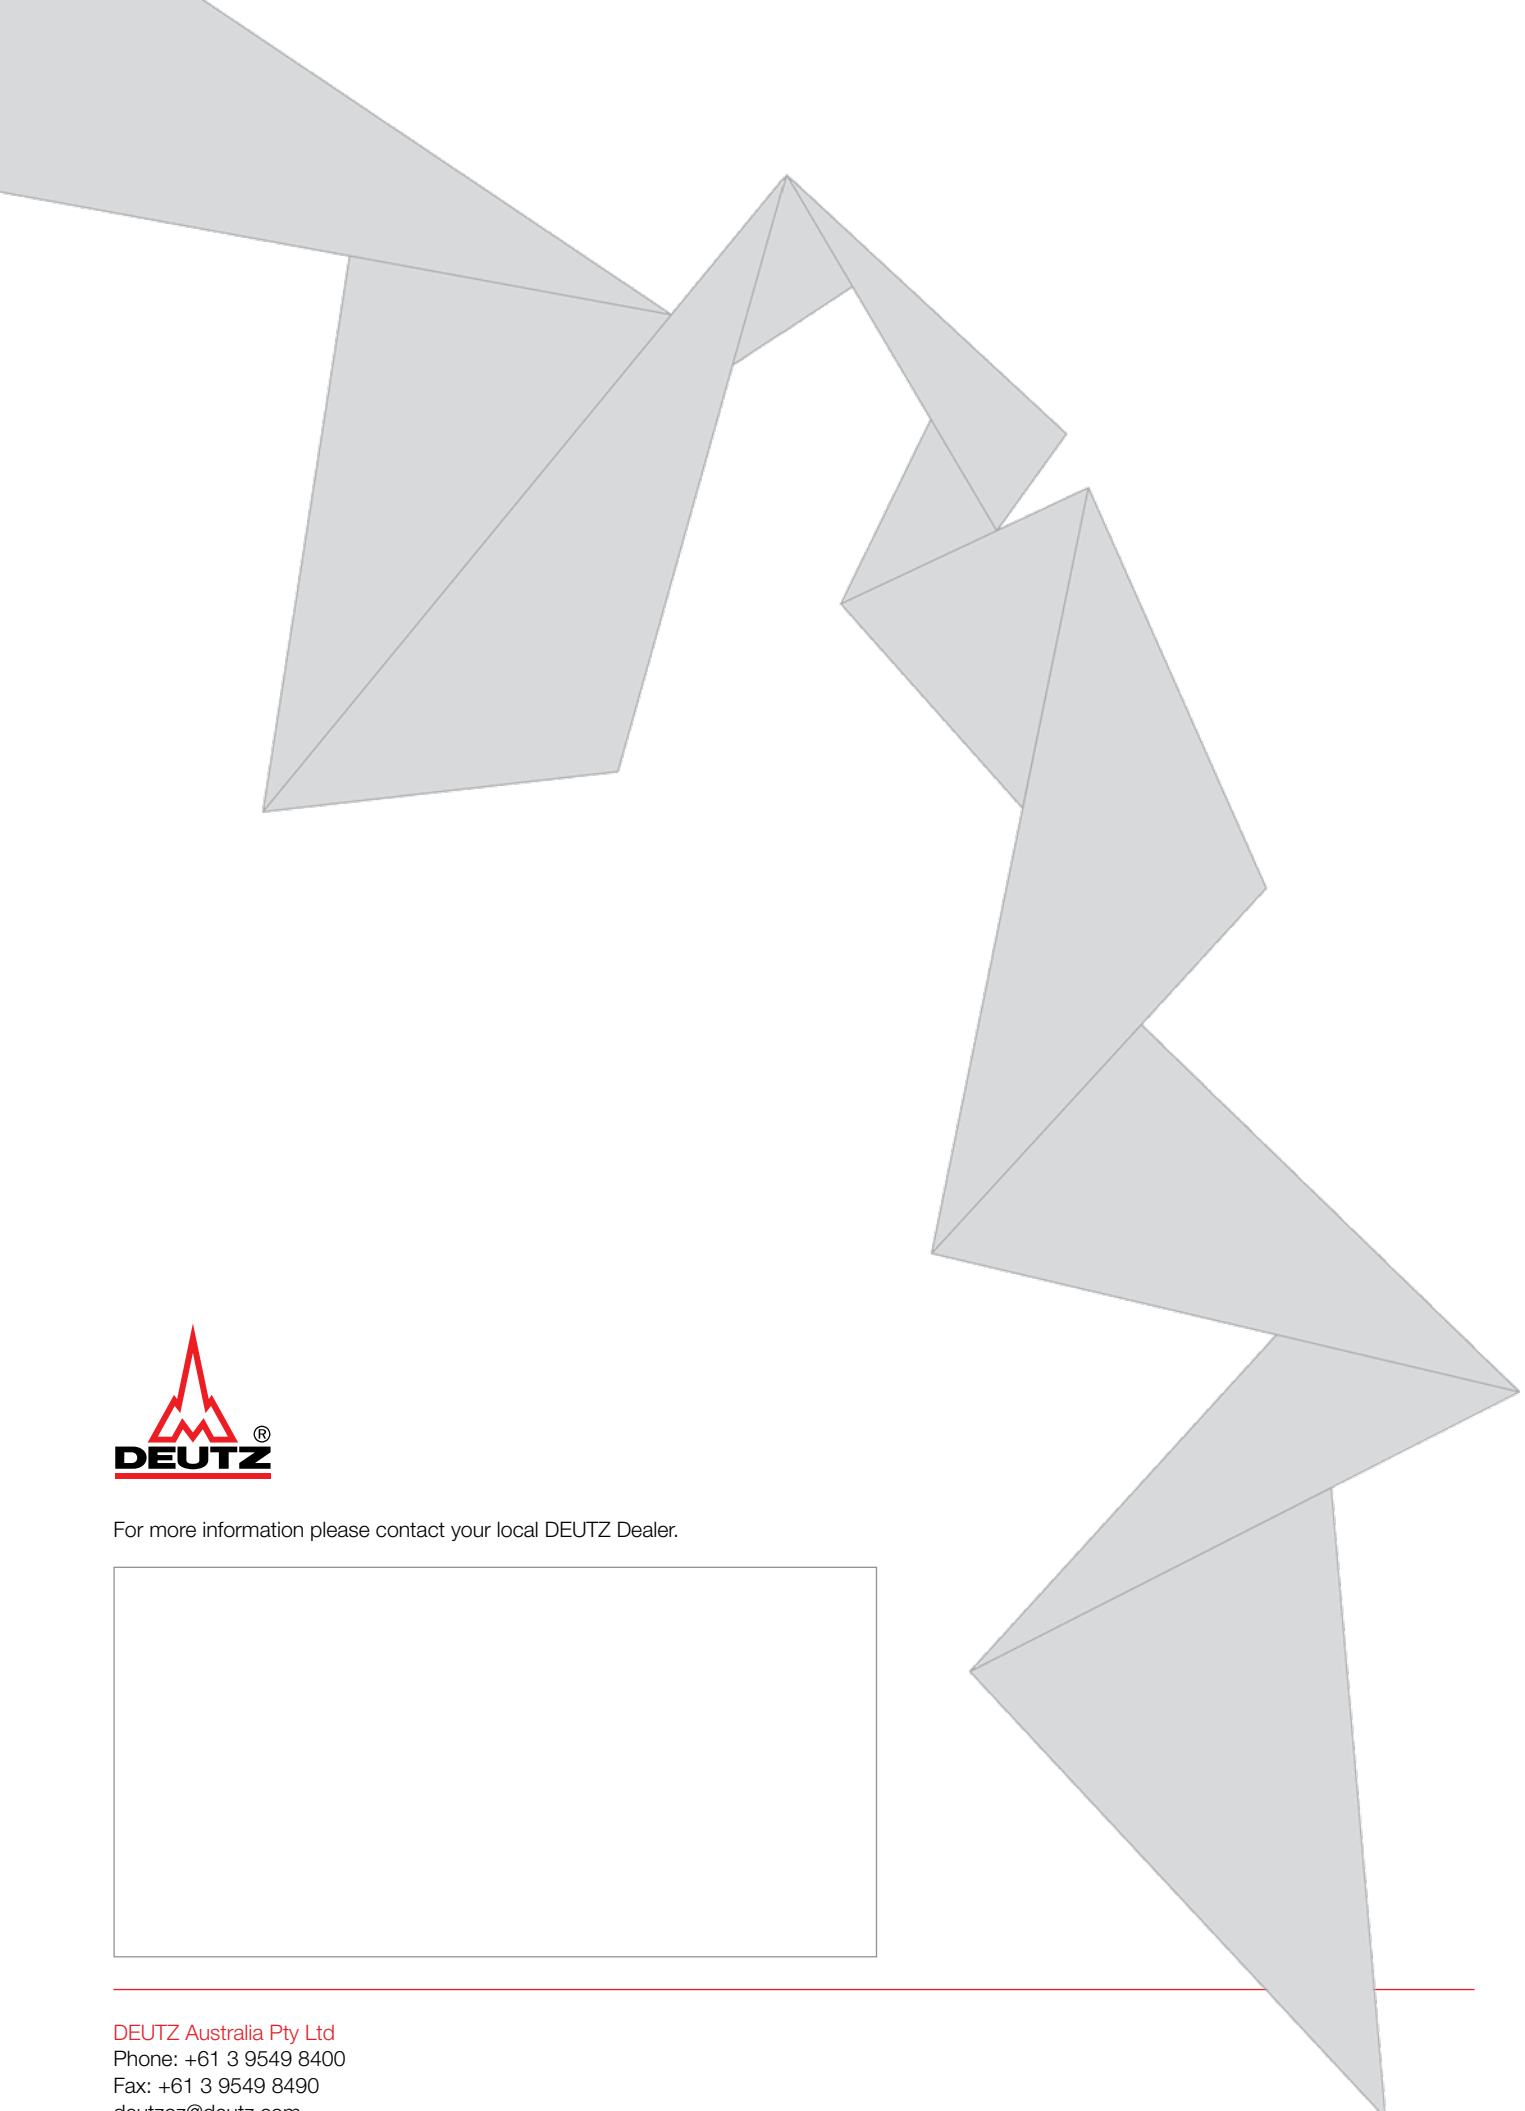 DEUTZ®
For more information please contact your local DEUTZ Dealer.
DEUTZ Australia Pty Ltd
Phone: +61 3 9549 8400
Fax: +61 3 9549 8490